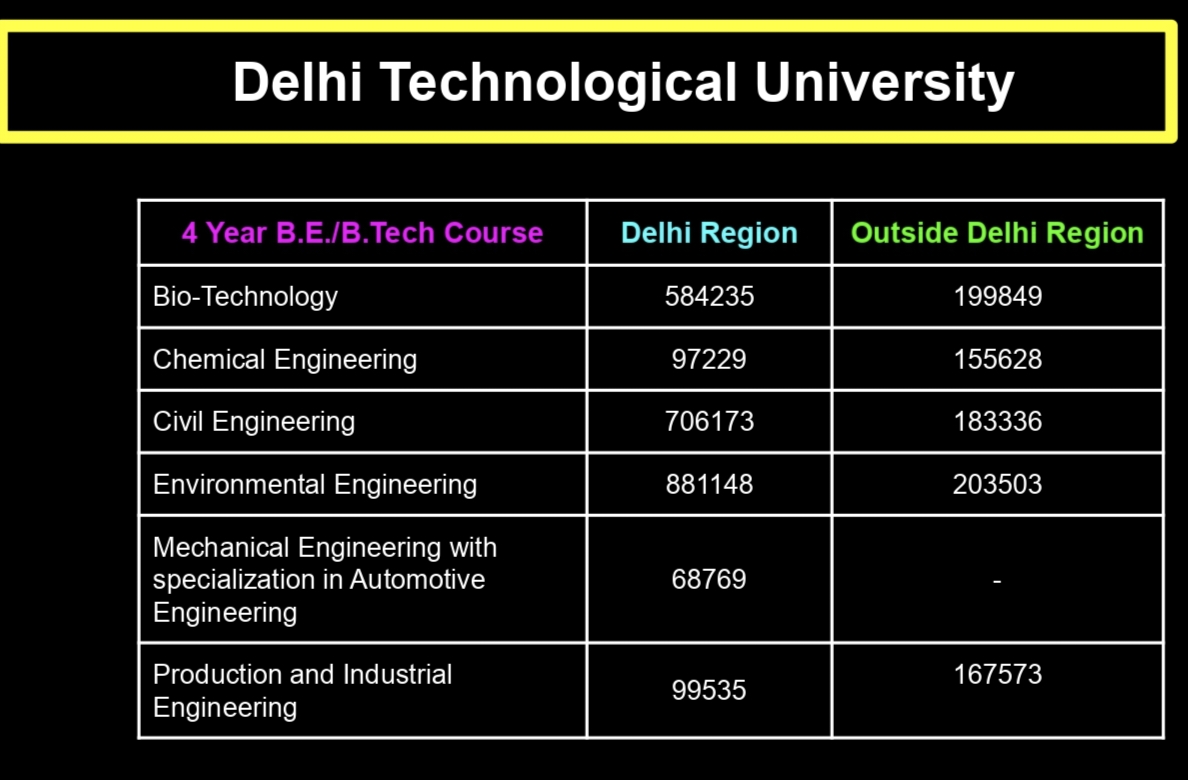 Delhi Technological University
4 Year B.E./B.Tech Course Delhi Region Outside Delhi Region
Bio-Technology 584235 199849
Chemical Engineering 97229 155628
Civil Engineering 706173 183336
Environmental Engineering 881148 203503
Mechanical Engineering with
specialization in Automotive
Engineering 68769 -
Production and Industrial
Engineering 99535 167573